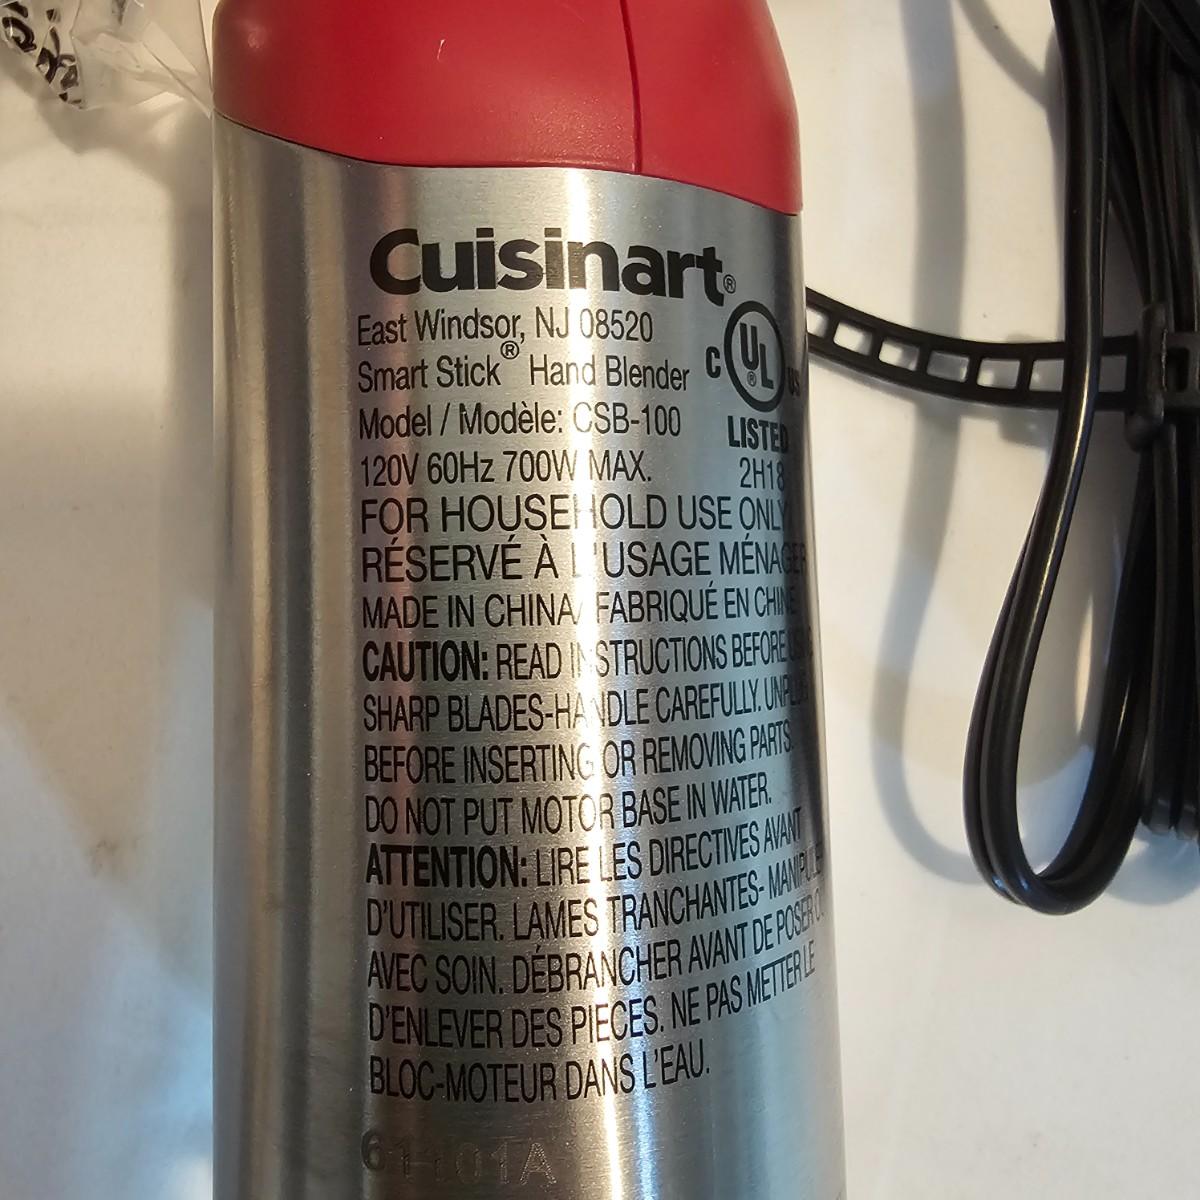 Cuisinart®
East Windsor, NJ 08520
Smart Stick® Hand Blender
C UL® US
Model / Modèle: CSB-100
LISTED
120V 60Hz 700W MAX.
2H18
FOR HOUSEHOLD USE ONLY
RÉSERVÉ À L'USAGE MÉNAGER
MADE IN CHINA/ FABRIQUÉ EN CHINE
CAUTION: READ INSTRUCTIONS BEFORE USING
SHARP BLADES-HANDLE CAREFULLY. UNPLUG
BEFORE INSERTING OR REMOVING PARTS.
DO NOT PUT MOTOR BASE IN WATER.
ATTENTION: LIRE LES DIRECTIVES AVANT
D'UTILISER. LAMES TRANCHANTES- MANIPULER
AVEC SOIN. DÉBRANCHER AVANT DE POSER OU
D'ENLEVER DES PIECES. NE PAS METTER LE
BLOC-MOTEUR DANS L'EAU.